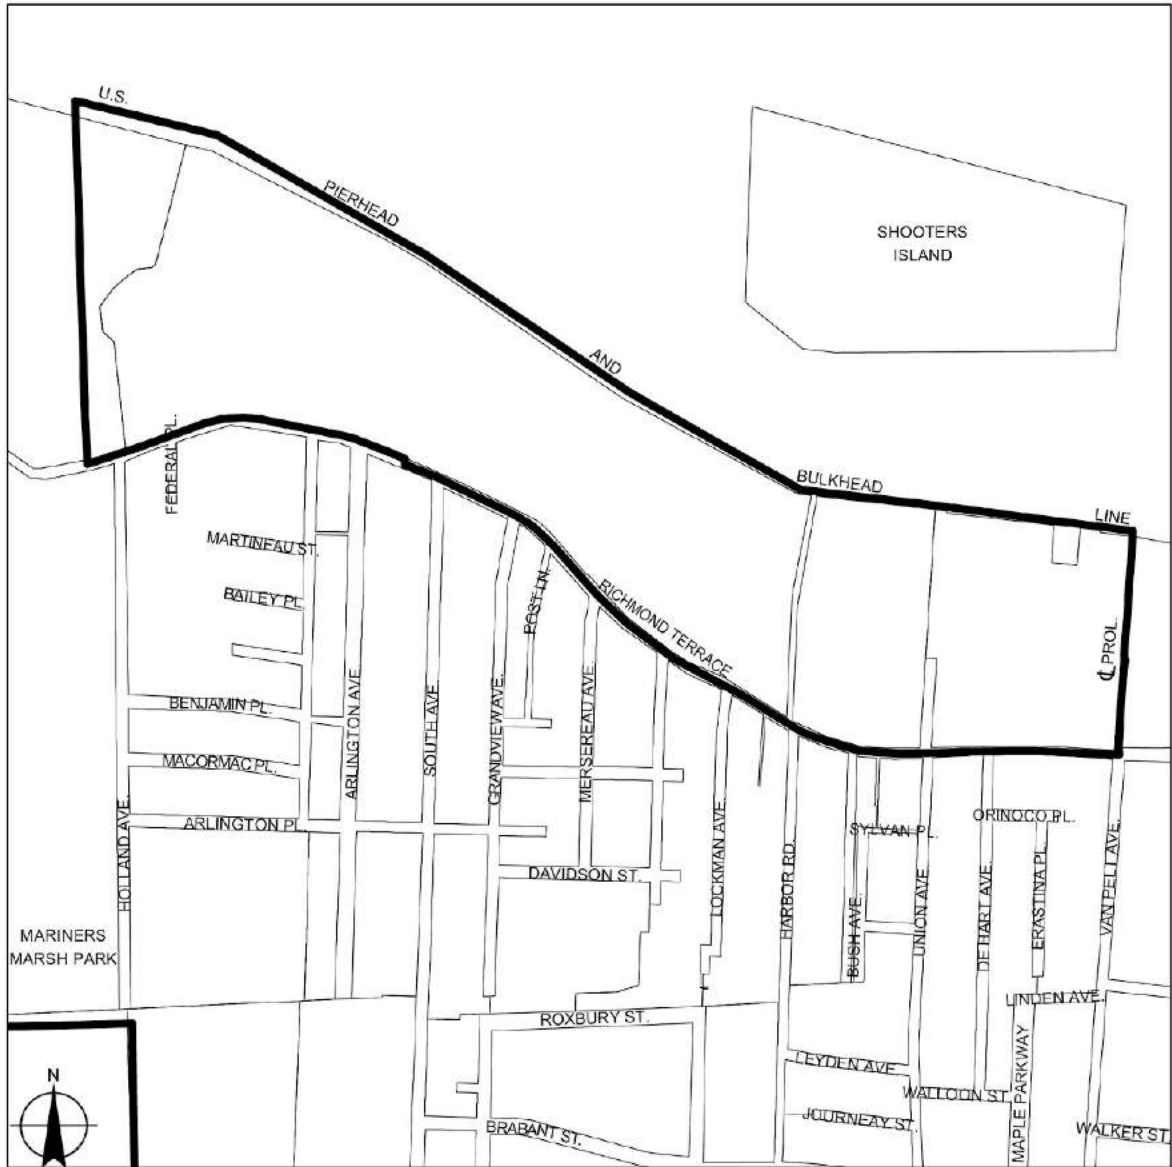 U.S.
PIERHEAD
SHOOTERS
ISLAND
AND
BULKHEAD
LINE
FEDERAL PL.
MARTINEAU ST.
BAILEY PL.
POST LN.
RICHMOND TERRACE
℄ PROL.
BENJAMIN PL.
MACORMAC PL.
ARLINGTON AVE.
SOUTH AVE.
GRANDVIEW AVE.
MERSEREAU AVE.
ARLINGTON PL.
HOLLAND AVE.
DAVIDSON ST.
LOCKMAN AVE.
HARBOR RD.
SYLVAN PL.
ORINOCO PL.
BUSH AVE.
UNION AVE.
DE HART AVE.
ERASTINA PL.
VAN PELT AVE.
MARINERS
MARSH PARK
LINDEN AVE.
ROXBURY ST.
LEYDEN AVE.
WALLOON ST.
MAPLE PARKWAY
JOURNEAY ST.
N
BRABANT ST.
WALKER ST.